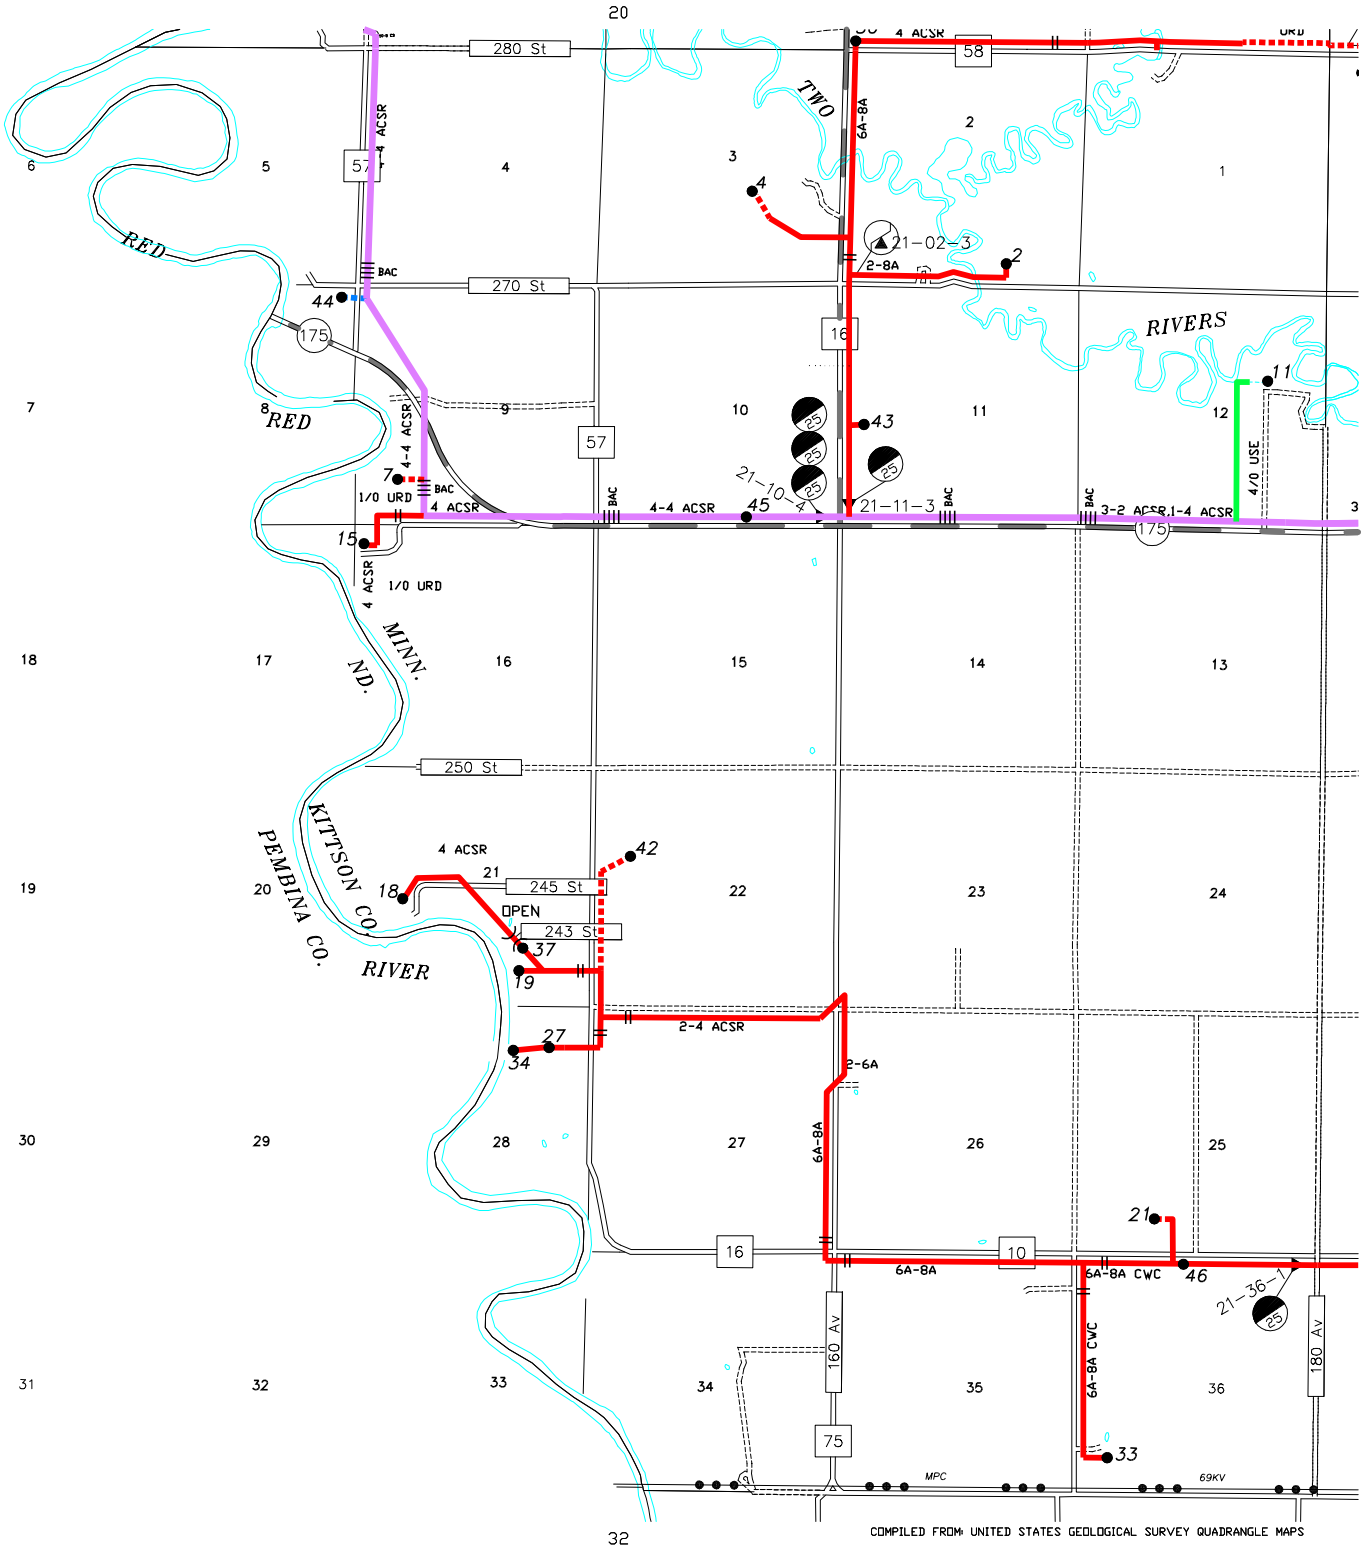 20
4 ACSR
URD
280 St
58
TWO
6A-8A
2
4 ACSR
57
6
5
4
3
1
4
RED
21-02-3
2
BAC
2-8A
270 St
44
175
16
RIVERS
11
7
8
9
10
11
12
RED
43
57
25
25
25
25
4-4 ACSR
7
BAC
1/0 URD
4 ACSR
BAC
4-4 ACSR
45
21-10-4
21-11-3
BAC
BAC
3-2 ACSR,1-4 ACSR
4/0 USE
3
175
15
4 ACSR
1/0 URD
MINN.
ND.
18
17
16
15
14
13
250 St
KITTSON CO.
PEMBINA CO.
4 ACSR
42
21
245 St
18
19
20
22
23
24
OPEN
243 St
37
RIVER
19
2-4 ACSR
27
34
2-6A
30
29
28
27
26
25
6A-8A
21
16
10
6A-8A
6A-8A CWC
46
21-36-1
25
160 Av
180 Av
6A-8A CWC
31
32
33
34
35
36
75
33
MPC
69KV
COMPILED FROM: UNITED STATES GEOLOGICAL SURVEY QUADRANGLE MAPS
32